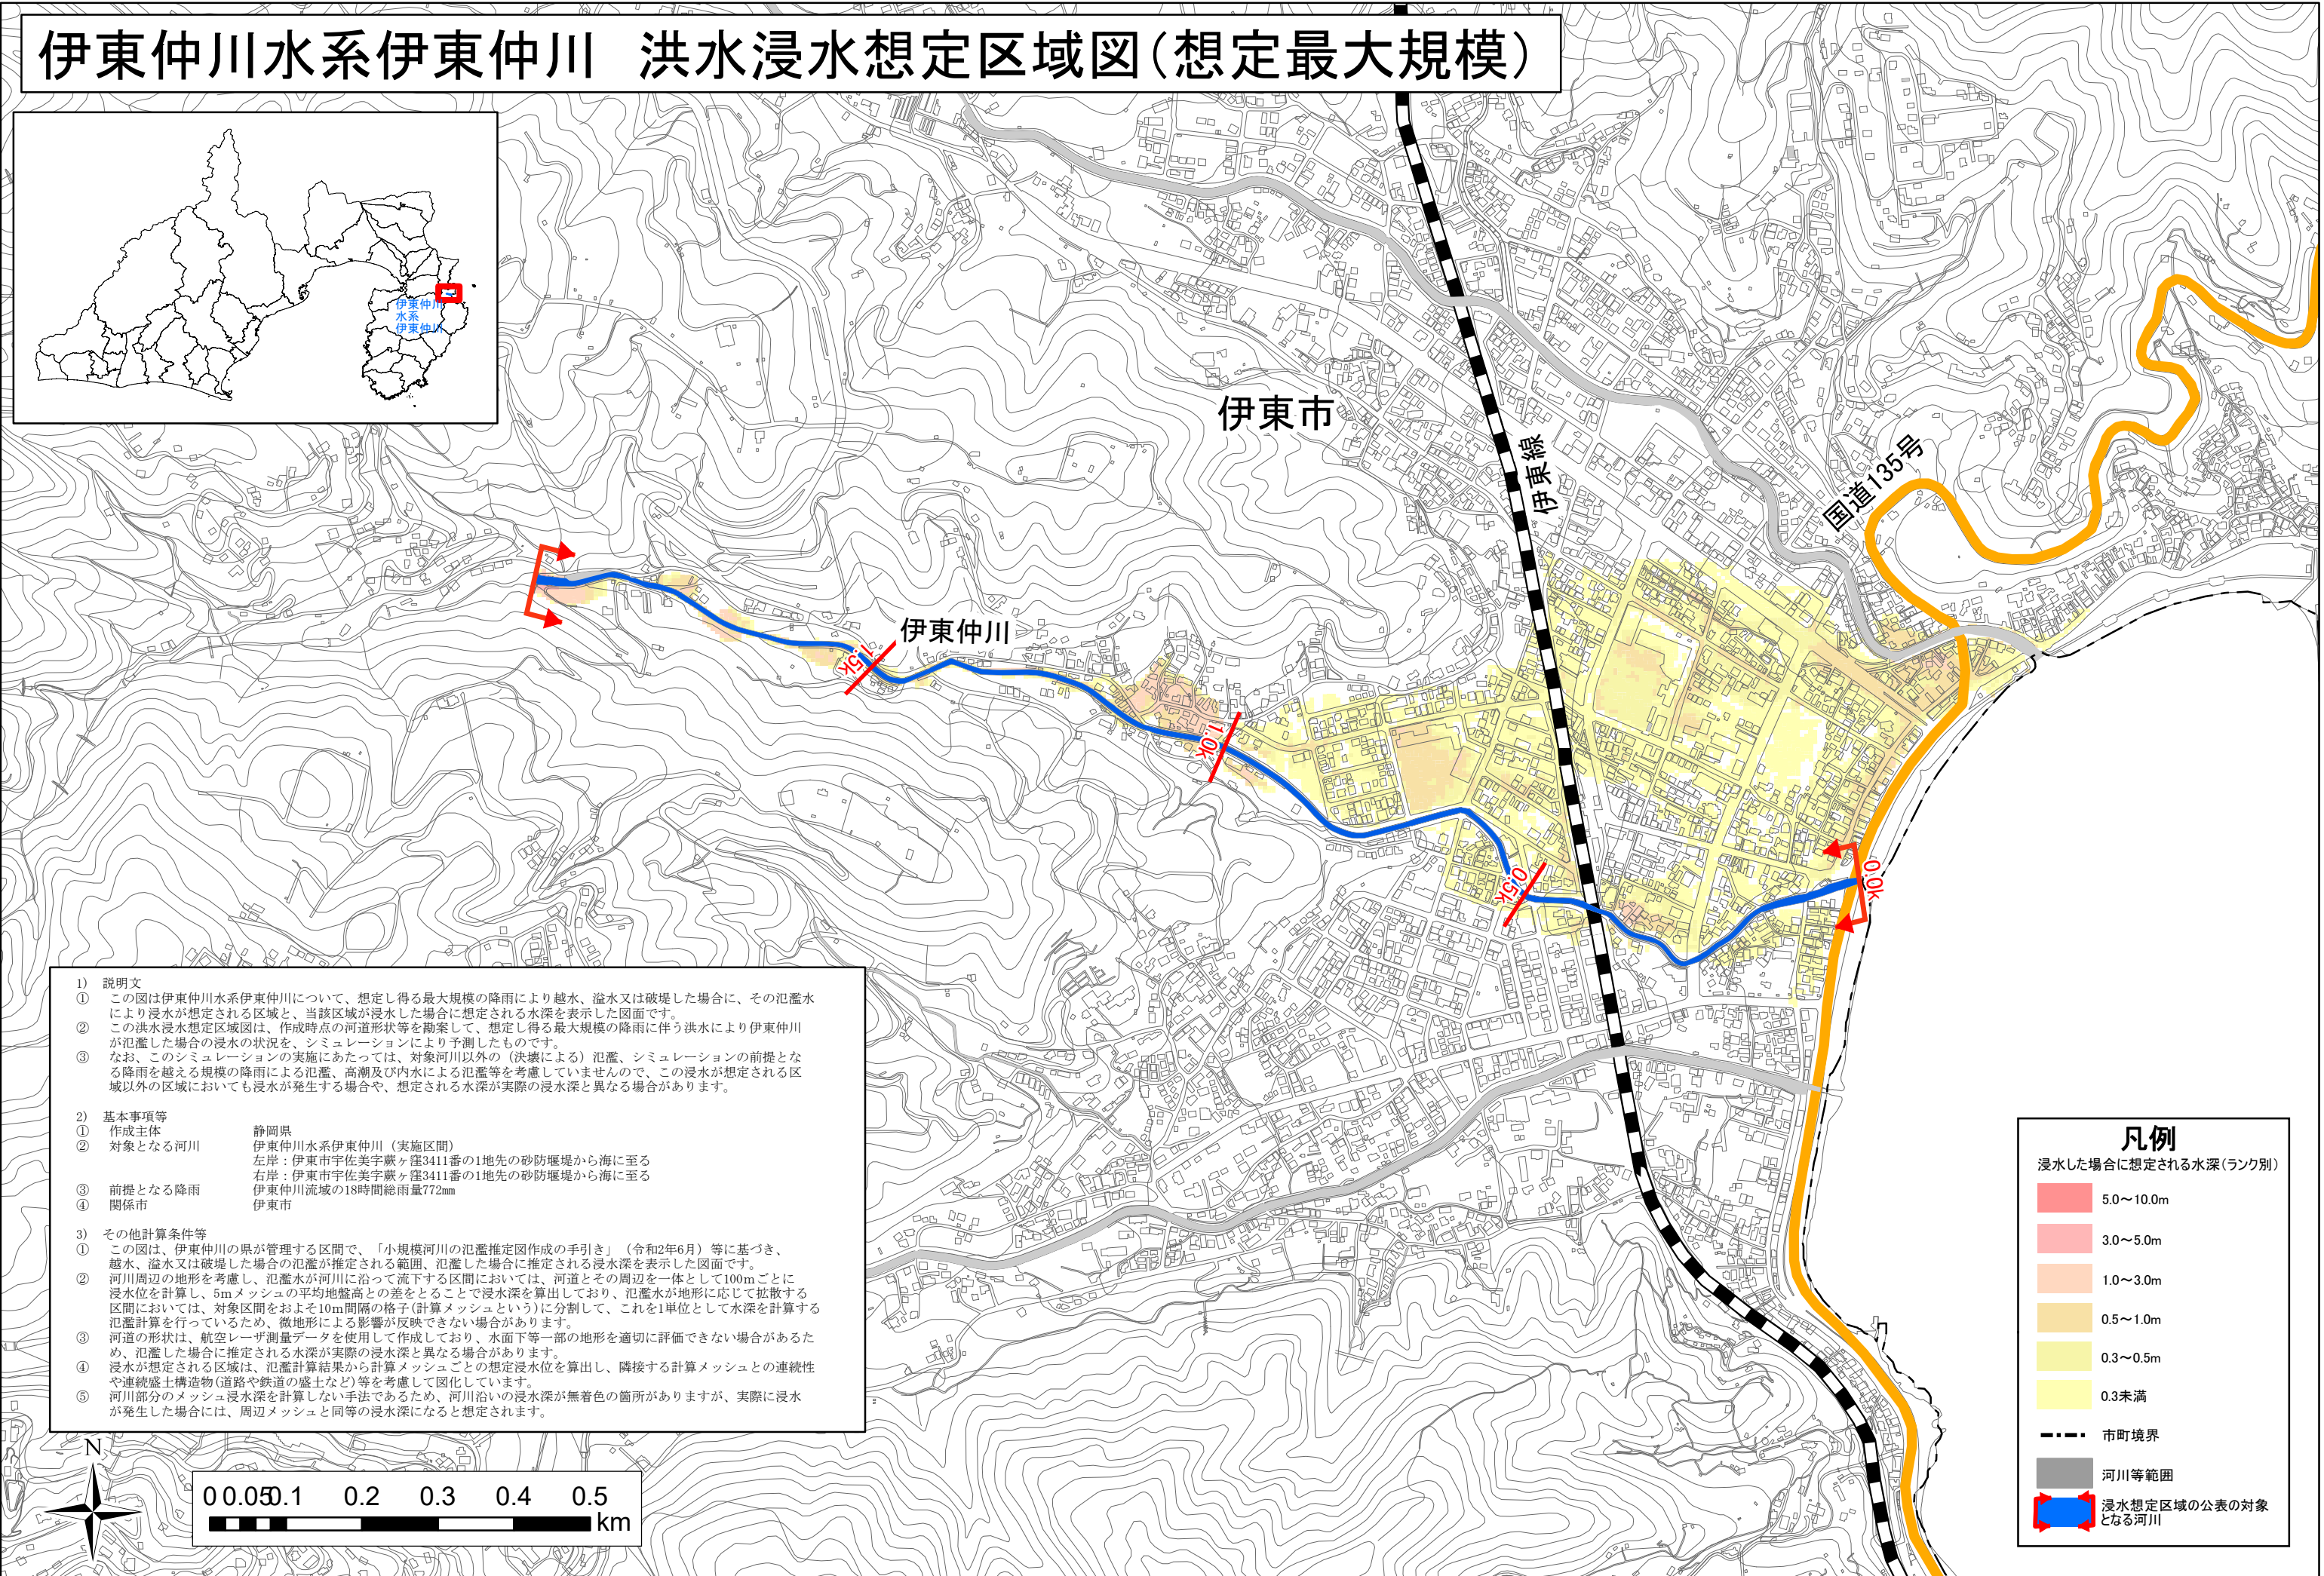 伊東仲川水系伊東仲川　洪水浸水想定区域図(想定最大規模)
伊東仲川
水系
伊東仲川
伊東市
伊東線
国道135号
伊東仲川
1.5k
1.0k
0.5k
0.0k
1)　説明文
①　この図は伊東仲川水系伊東仲川について、想定し得る最大規模の降雨により越水、溢水又は破堤した場合に、その氾濫水
により浸水が想定される区域と、当該区域が浸水した場合に想定される水深を表示した図面です。
②　この洪水浸水想定区域図は、作成時点の河道形状等を勘案して、想定し得る最大規模の降雨に伴う洪水により伊東仲川
が氾濫した場合の浸水の状況を、シミュレーションにより予測したものです。
③　なお、このシミュレーションの実施にあたっては、対象河川以外の（決壊による）氾濫、シミュレーションの前提とな
る降雨を越える規模の降雨による氾濫、高潮及び内水による氾濫等を考慮していませんので、この浸水が想定される区
域以外の区域においても浸水が発生する場合や、想定される水深が実際の浸水深と異なる場合があります。
2)　基本事項等
①　作成主体　静岡県
②　対象となる河川　伊東仲川水系伊東仲川（実施区間）
左岸：伊東市宇佐美字蕨ヶ窪3411番の1地先の砂防堰堤から海に至る
右岸：伊東市宇佐美字蕨ヶ窪3411番の1地先の砂防堰堤から海に至る
③　前提となる降雨　伊東仲川流域の18時間総雨量772mm
④　関係市　伊東市
3)　その他計算条件等
①　この図は、伊東仲川の県が管理する区間で、「小規模河川の氾濫推定図作成の手引き」（令和2年6月）等に基づき、
越水、溢水又は破堤した場合の氾濫が推定される範囲、氾濫した場合に推定される浸水深を表示した図面です。
②　河川周辺の地形を考慮し、氾濫水が河川に沿って流下する区間においては、河道とその周辺を一体として100mごとに
浸水位を計算し、5mメッシュの平均地盤高との差をとることで浸水深を算出しており、氾濫水が地形に応じて拡散する
区間においては、対象区間をおよそ10m間隔の格子(計算メッシュという)に分割して、これを1単位として水深を計算する
氾濫計算を行っているため、微地形による影響が反映できない場合があります。
③　河道の形状は、航空レーザ測量データを使用して作成しており、水面下等一部の地形を適切に評価できない場合があるた
め、氾濫した場合に推定される水深が実際の浸水深と異なる場合があります。
④　浸水が想定される区域は、氾濫計算結果から計算メッシュごとの想定浸水位を算出し、隣接する計算メッシュとの連続性
や連続盛土構造物(道路や鉄道の盛土など)等を考慮して図化しています。
⑤　河川部分のメッシュ浸水深を計算しない手法であるため、河川沿いの浸水深が無着色の箇所がありますが、実際に浸水
が発生した場合には、周辺メッシュと同等の浸水深になると想定されます。
N
0 0.05 0.1 0.2 0.3 0.4 0.5
km
凡例
浸水した場合に想定される水深(ランク別)
5.0～10.0m
3.0～5.0m
1.0～3.0m
0.5～1.0m
0.3～0.5m
0.3未満
市町境界
河川等範囲
浸水想定区域の公表の対象
となる河川